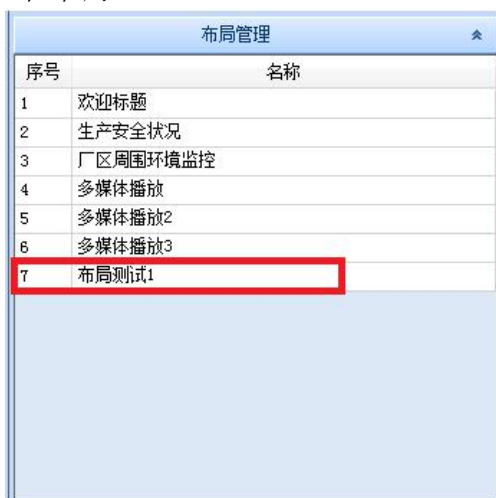 布局管理
序号 名称
1 欢迎标题
2 生产安全状况
3 厂区周围环境监控
4 多媒体播放
5 多媒体播放2
6 多媒体播放3
7 布局测试1